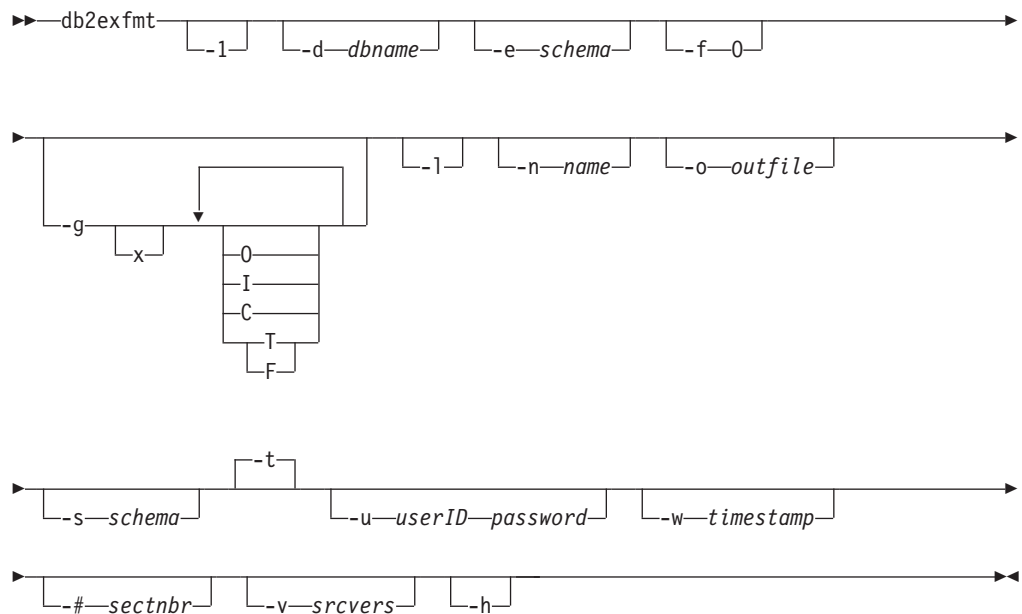 db2exfmt
-1 -d dbname -e schema -f O
-g x O I C T F -l -n name -o outfile
-t
-s schema -u userID password -w timestamp
-# sectnbr -v srcvers -h